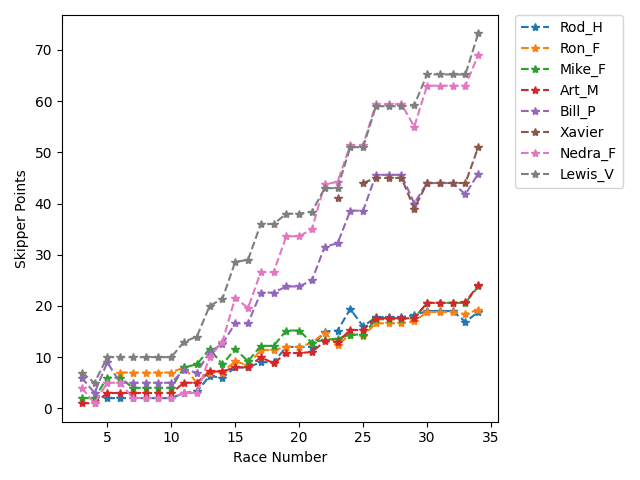 Rod_H
Ron_F
Mike_F
Art_M
Bill_P
Xavier
Nedra_F
Lewis_V
Skipper Points
70
60
50
40
30
20
10
0
5 10 15 20 25 30 35
Race Number